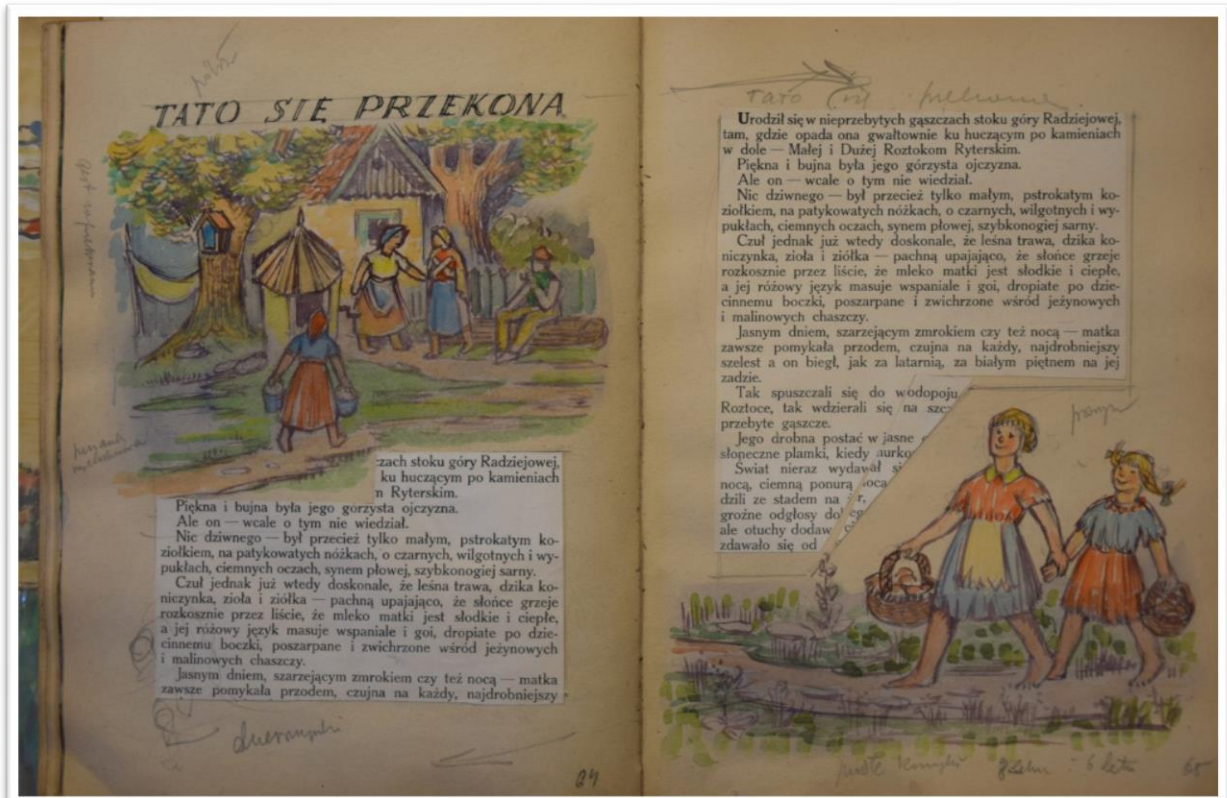 TATO SIĘ PRZEKONA
zach stoku góry Radziejowej,
ku huczącym po kamieniach
Ryterskim.
Piękna i bujna była jego gorzysta ojczyzna.
Ale on — wcale o tym nie wiedział.
Nic dziwnego — był przecież tylko małym, pstrokatym ko-
ziołkiem, na patykowatych nóżkach, o czarnych, wilgotnych i wy-
pukłach, ciemnych oczach, synem płowej, szybkonogiej sarny.
Czuł jednak już wtedy doskonale, że leśna trawa, dzika ko-
niczynka, zioła i ziółka — pachną upajająco, że słońce grzeje
rozkosznie przez liście, że mleko matki jest słodkie i ciepłe,
a jej różowy język masuje wspaniale i goi, dropiate po dzie-
cinnemu boczki, poszarpane i zwichrzone wśród jeżynowych
i malinowych chaszczy.
Jasnym dniem, szarzejącym zmrokiem czy też nocą — matka
zawsze pomykała przodem, czujna na każdy, najdrobniejszy
64
Tato się przekona
Urodził się w nieprzebytych gąszczach stoku góry Radziejowej,
tam, gdzie opada ona gwałtownie ku huczącym po kamieniach
w dole — Małej i Dużej Roztokom Ryterskim.
Piękna i bujna była jego górzysta ojczyzna.
Ale on — wcale o tym nie wiedział.
Nic dziwnego — był przecież tylko małym, pstrokatym ko-
ziołkiem, na patykowatych nóżkach, o czarnych, wilgotnych i wy-
pukłach, ciemnych oczach, synem płowej, szybkonogiej sarny.
Czuł jednak już wtedy doskonale, że leśna trawa, dzika ko-
niczynka, zioła i ziółka — pachną upajająco, że słońce grzeje
rozkosznie przez liście, że mleko matki jest słodkie i ciepłe,
a jej różowy język masuje wspaniale i goi, dropiate po dzie-
cinnemu boczki, poszarpane i zwichrzone wśród jeżynowych
i malinowych chaszczy.
Jasnym dniem, szarzejącym zmrokiem czy też nocą — matka
zawsze pomykała przodem, czujna na każdy, najdrobniejszy
szelest a on biegł, jak za latarnią, za białym piętnem na jej
zadzie.
Tak spuszczali się do wodopoju
Roztoce, tak wdzierali się na szcz
przebyte gąszcze.
Jego drobna postać w jasne
słoneczne plamki, kiedy nurko
Świat nieraz wydawał si
nocą, ciemną ponurą noca
dzili ze stadem na
groźne odgłosy
ale otuchy dodaw
zdawało się od
65